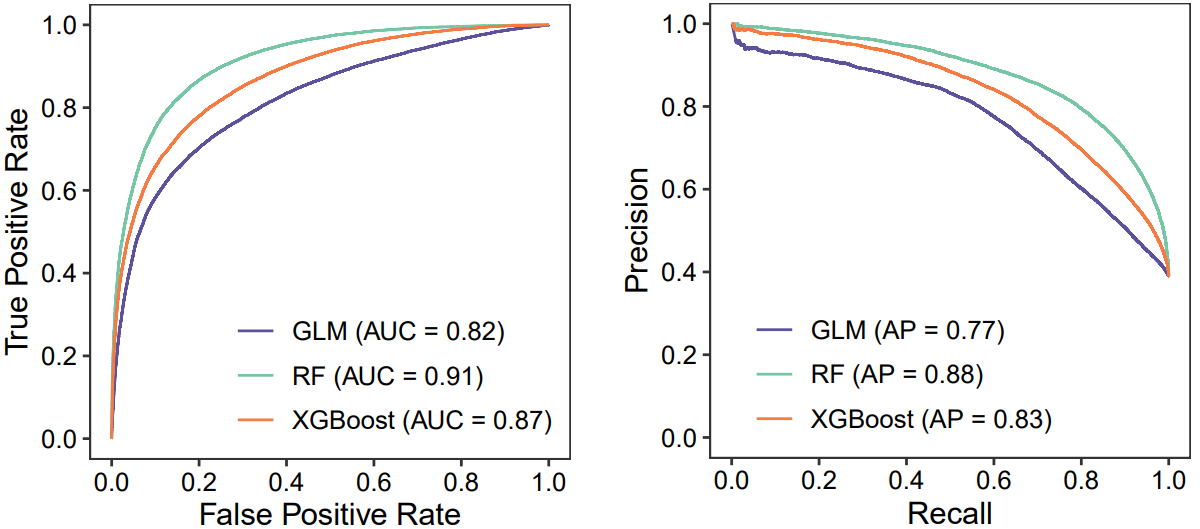 True Positive Rate
1.0
0.8
0.6
0.4
0.2
0.0
GLM (AUC = 0.82)
RF (AUC = 0.91)
XGBoost (AUC = 0.87)
0.0 0.2 0.4 0.6 0.8 1.0
False Positive Rate
Precision
1.0
0.8
0.6
0.4
0.2
0.0
GLM (AP = 0.77)
RF (AP = 0.88)
XGBoost (AP = 0.83)
0.0 0.2 0.4 0.6 0.8 1.0
Recall